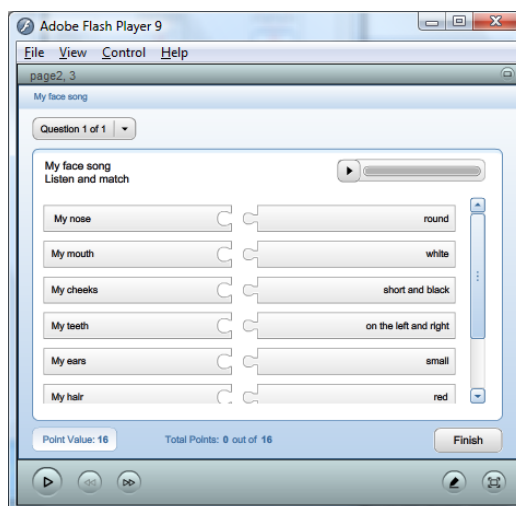 Adobe Flash Player 9
File View Control Help
page2, 3
My face song
Question 1 of 1
My face song
Listen and match
My nose round
My mouth white
My cheeks short and black
My teeth on the left and right
My ears small
My hair red
Point Value: 16 Total Points: 0 out of 16 Finish